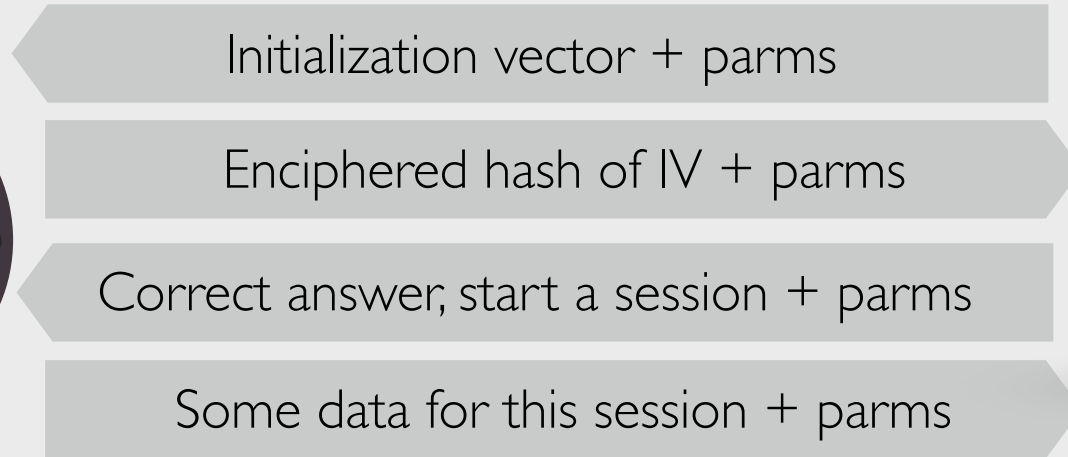 Initialization vector + parms
Enciphered hash of IV + parms
Correct answer, start a session + parms
Some data for this session + parms